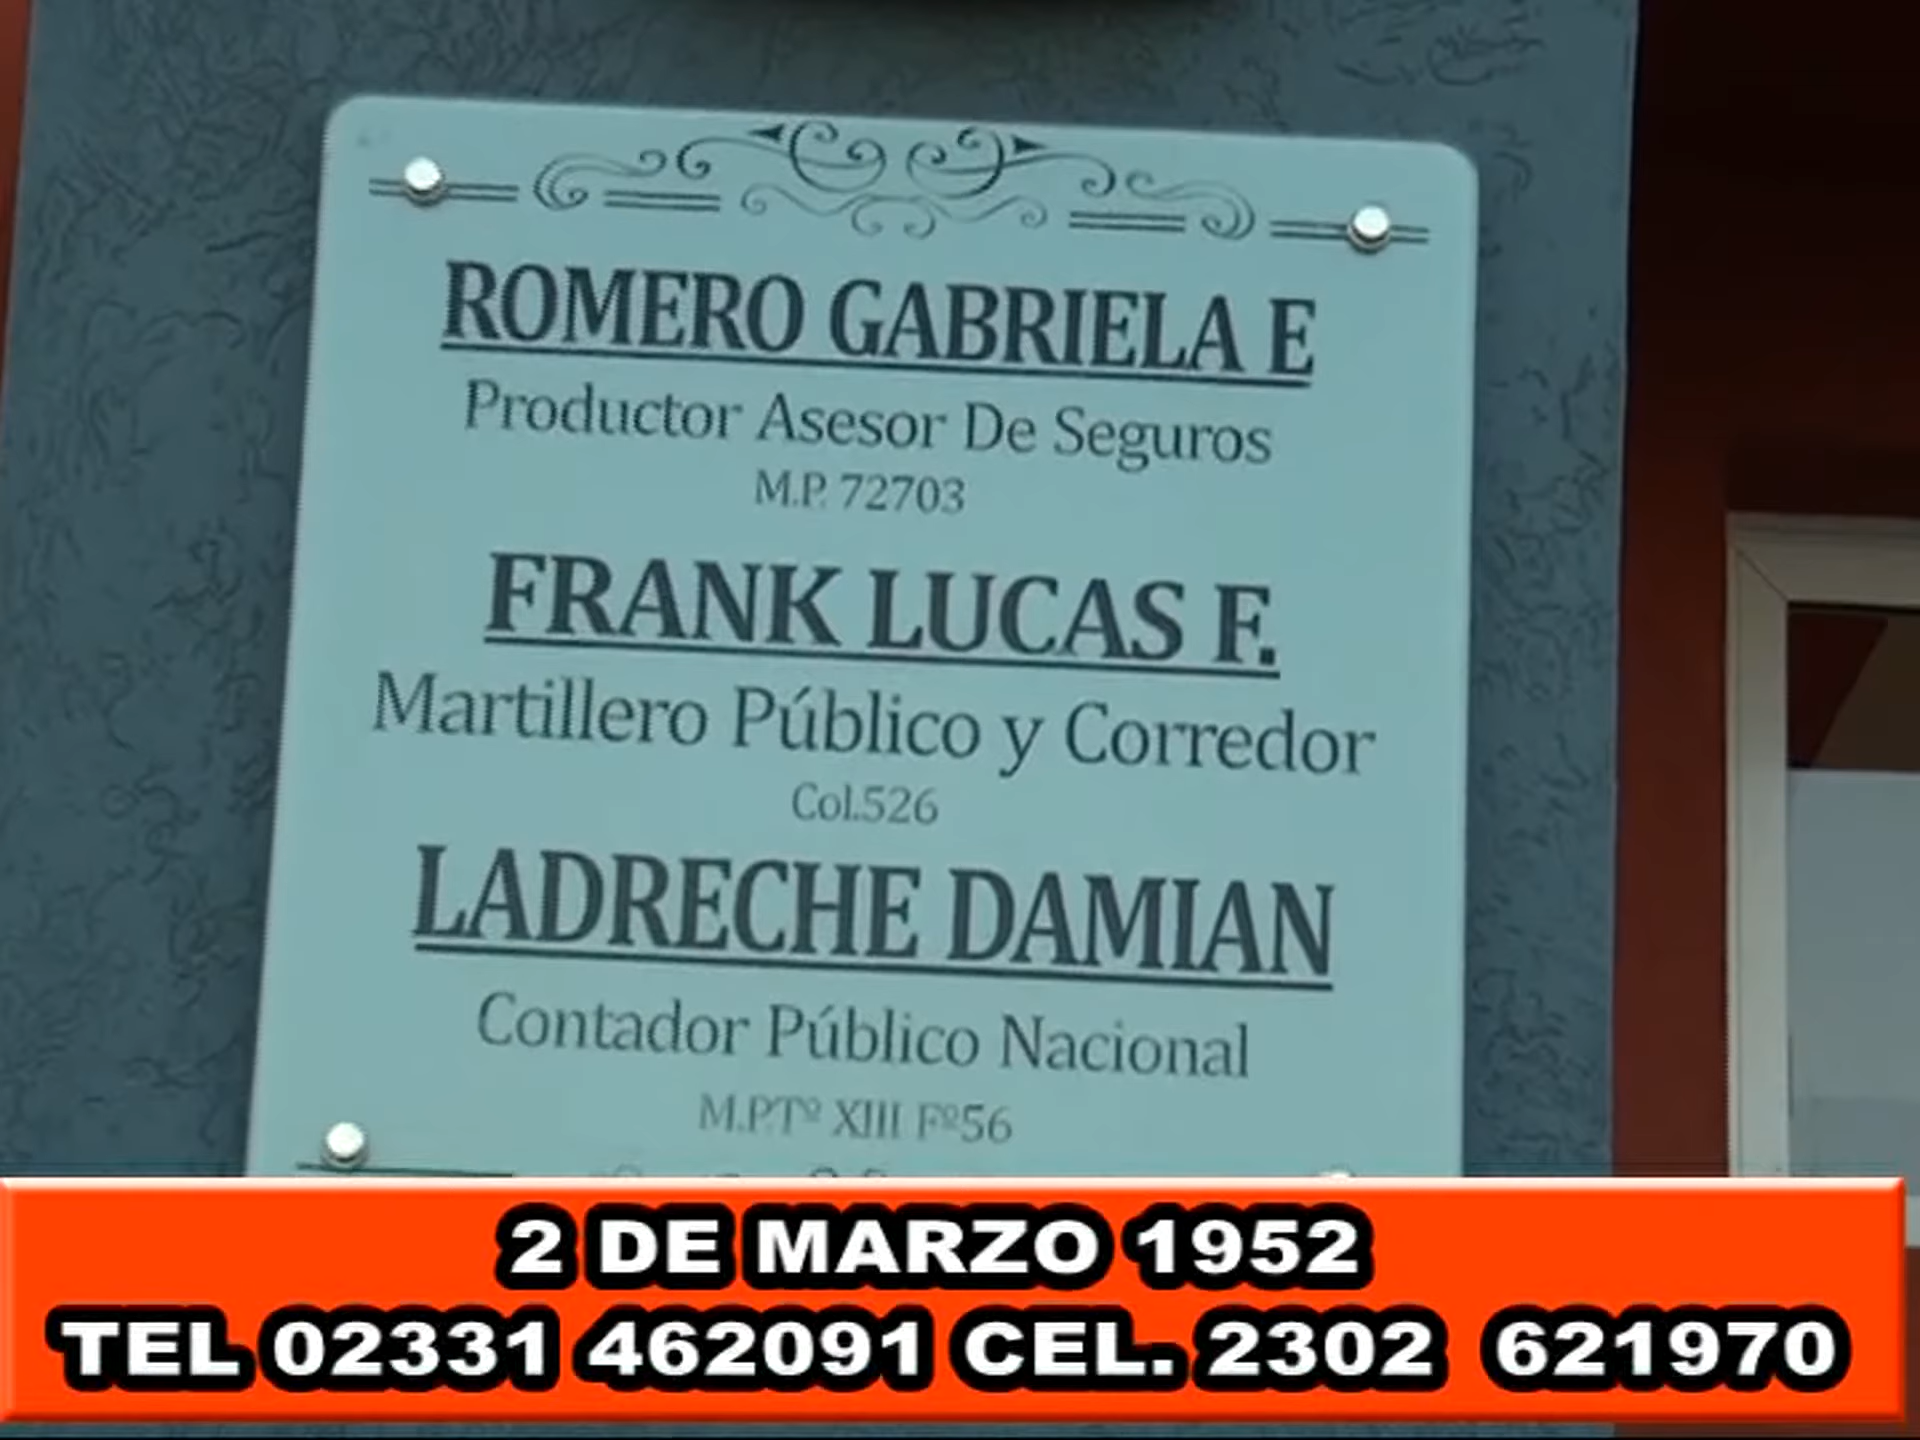 ROMERO GABRIELA E
Productor Asesor De Seguros
M.P. 72703
FRANK LUCAS F.
Martillero Público y Corredor
Col.526
LADRECHE DAMIAN
Contador Público Nacional
M.P.Tº XIII Fº56
2 DE MARZO 1952
TEL 02331 462091 CEL. 2302 621970